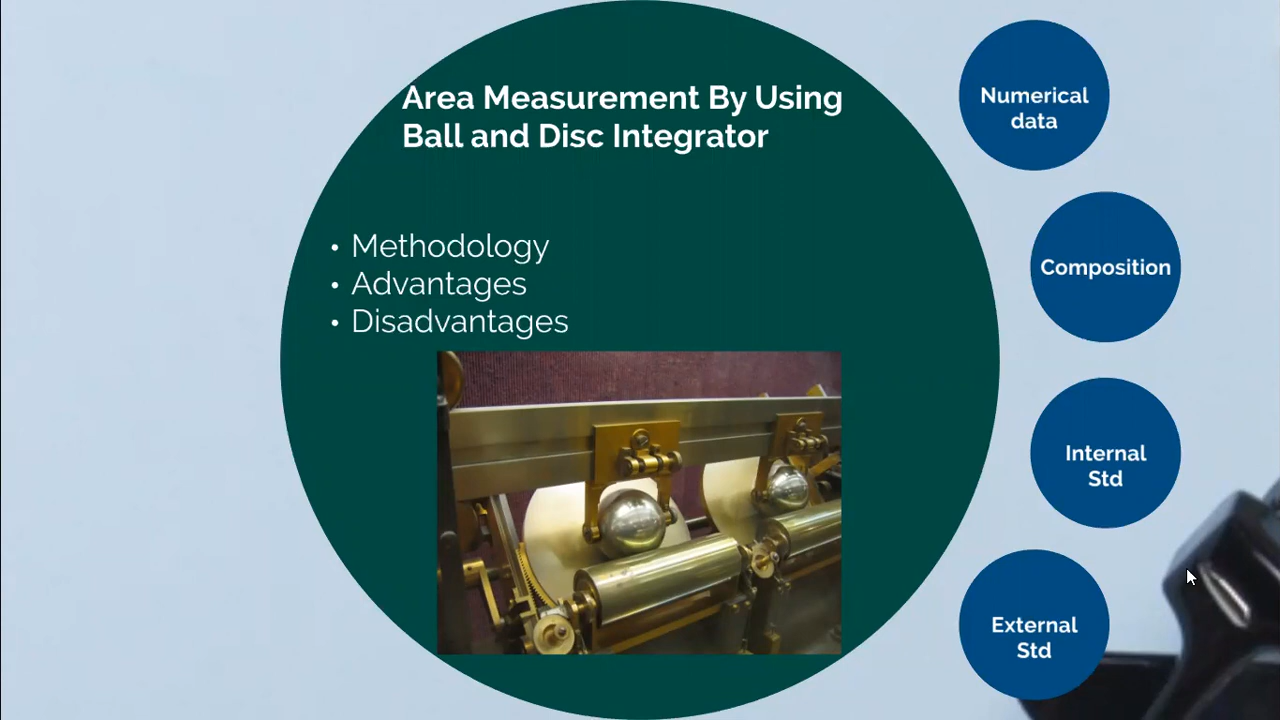 Area Measurement By Using
Ball and Disc Integrator
• Methodology
• Advantages
• Disadvantages
Numerical
data
Composition
Internal
Std
External
Std